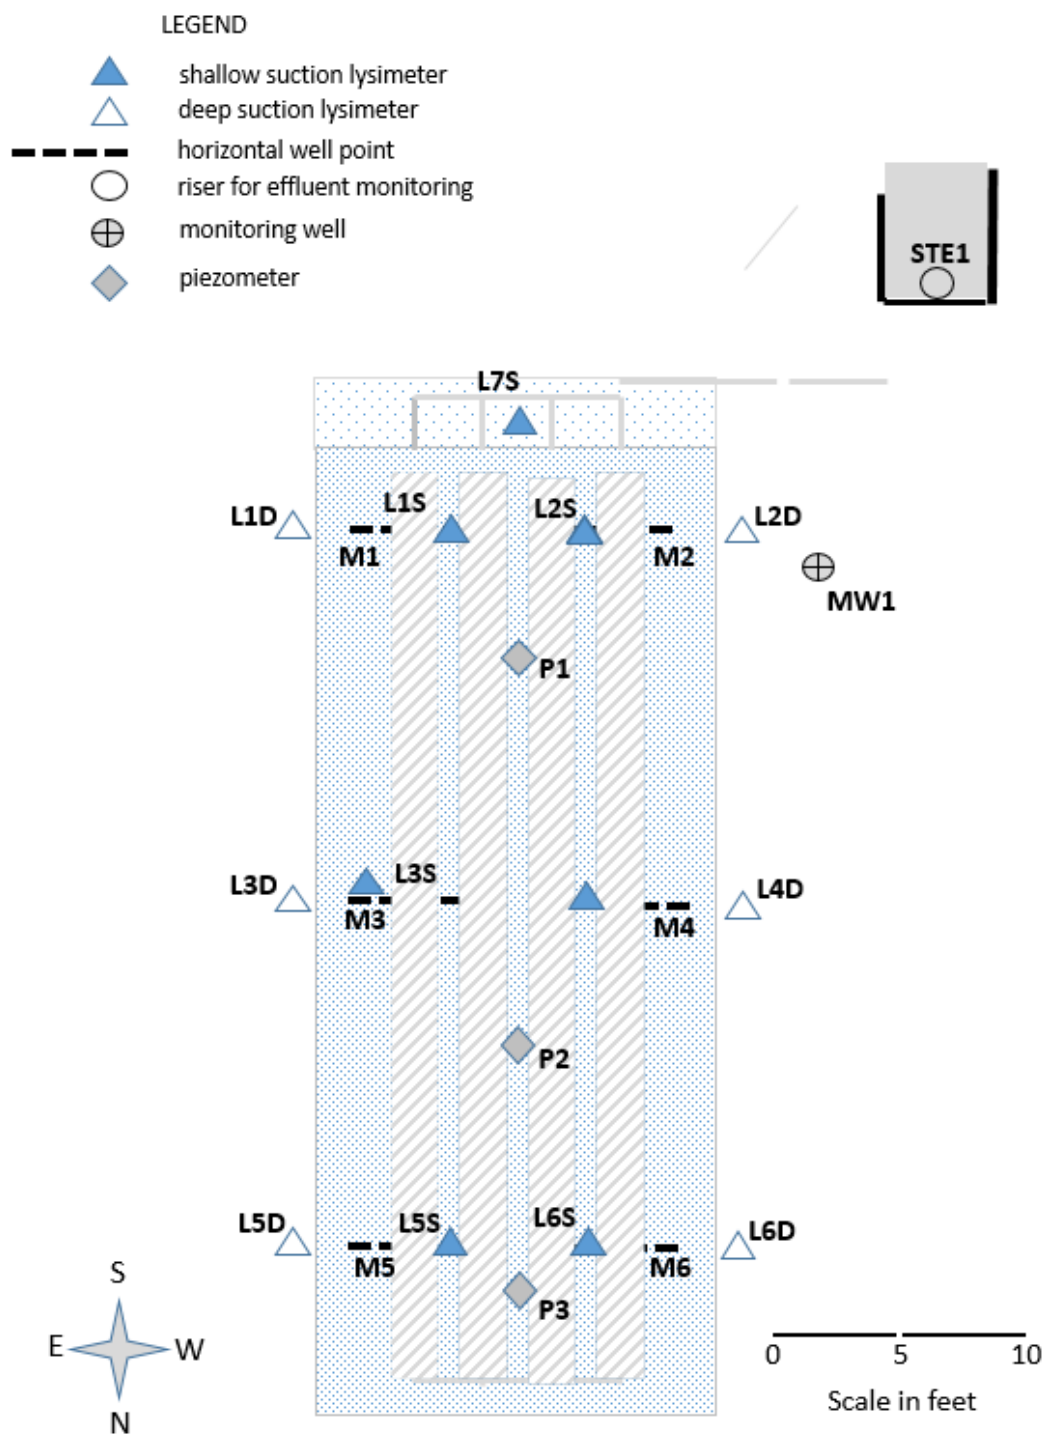 LEGEND
shallow suction lysimeter
deep suction lysimeter
horizontal well point
riser for effluent monitoring
monitoring well
piezometer
STE1
L7S
L1D
L1S
L2S
L2D
M1
M2
MW1
P1
L3D
L3S
L4D
M3
M4
P2
L5D
L5S
L6S
L6D
M5
M6
P3
S
E W
N
0 5 10
Scale in feet